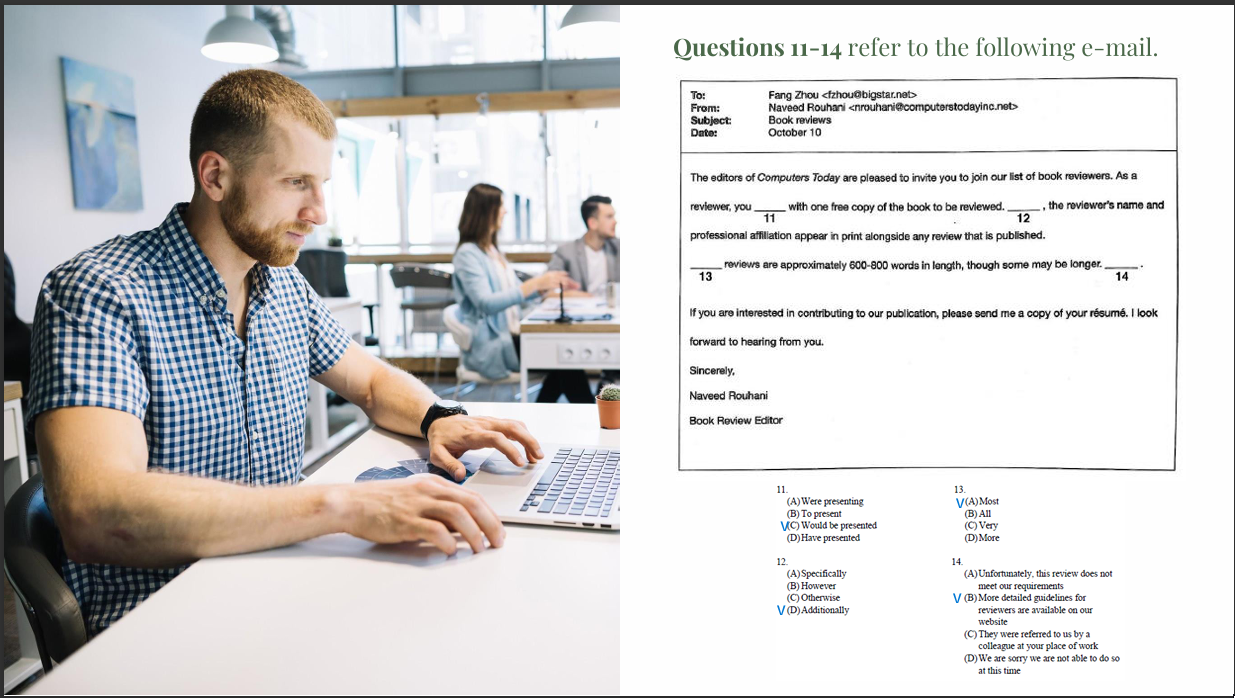 Questions 11-14 refer to the following e-mail.
To: Fang Zhou <fzhou@bigstar.net>
From: Naveed Rouhani <nrouhani@computerstodayinc.net>
Subject: Book reviews
Date: October 10
The editors of Computers Today are pleased to invite you to join our list of book reviewers. As a
reviewer, you _____ with one free copy of the book to be reviewed. _____ , the reviewer's name and
11 12
professional affiliation appear in print alongside any review that is published.
_____ reviews are approximately 600-800 words in length, though some may be longer. _____ .
13 14
If you are interested in contributing to our publication, please send me a copy of your résumé. I look
forward to hearing from you.
Sincerely,
Naveed Rouhani
Book Review Editor
11.
(A) Were presenting
(B) To present
V(C) Would be presented
(D) Have presented
12.
(A) Specifically
(B) However
(C) Otherwise
V (D) Additionally
13.
V (A) Most
(B) All
(C) Very
(D) More
14.
(A) Unfortunately, this review does not
meet our requirements
V (B) More detailed guidelines for
reviewers are available on our
website
(C) They were referred to us by a
colleague at your place of work
(D) We are sorry we are not able to do so
at this time